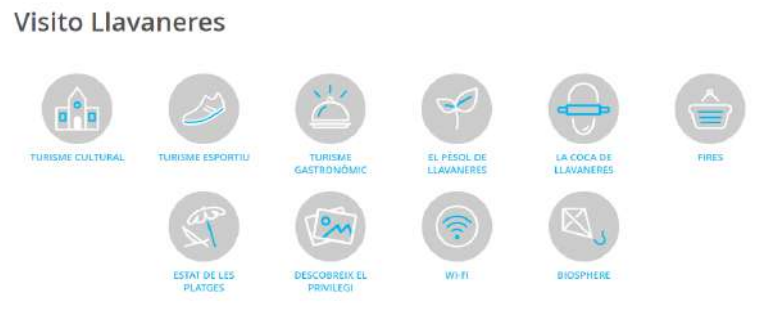 Visito Llavaneres
TURISME CULTURAL
TURISME ESPORTIU
TURISME
GASTRONÒMIC
EL PÈSOL DE
LLAVANERES
LA COCA DE
LLAVANERES
FIRES
ESTAT DE LES
PLATGES
DESCOBREIX EL
PRIVILEGI
WI-FI
BIOSPHERE